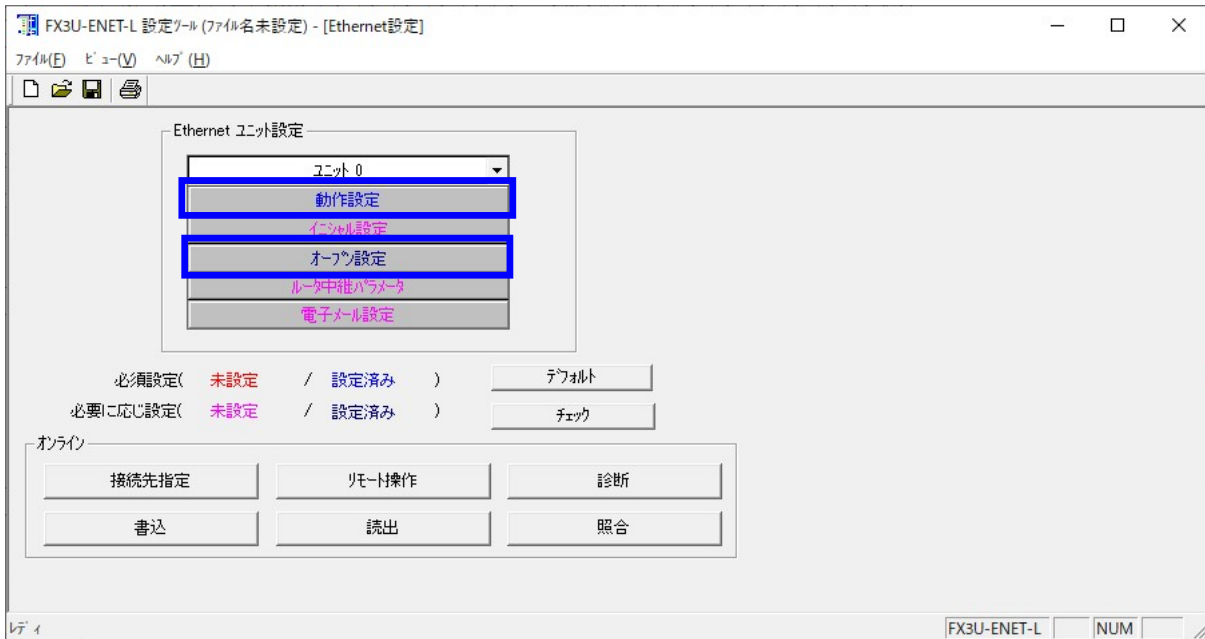 FX3U-ENET-L 設定ツール (ファイル名未設定) - [Ethernet設定]
ファイル(F) ビュー(V) ヘルプ(H)
Ethernet ユニット設定
ユニット 0
動作設定
イニシャル設定
オープン設定
ルータ中継パラメータ
電子メール設定
必須設定( 未設定 / 設定済み ) デフォルト
必要に応じ設定( 未設定 / 設定済み ) チェック
オンライン
接続先指定 リモート操作 診断
書込 読出 照合
レディ FX3U-ENET-L NUM